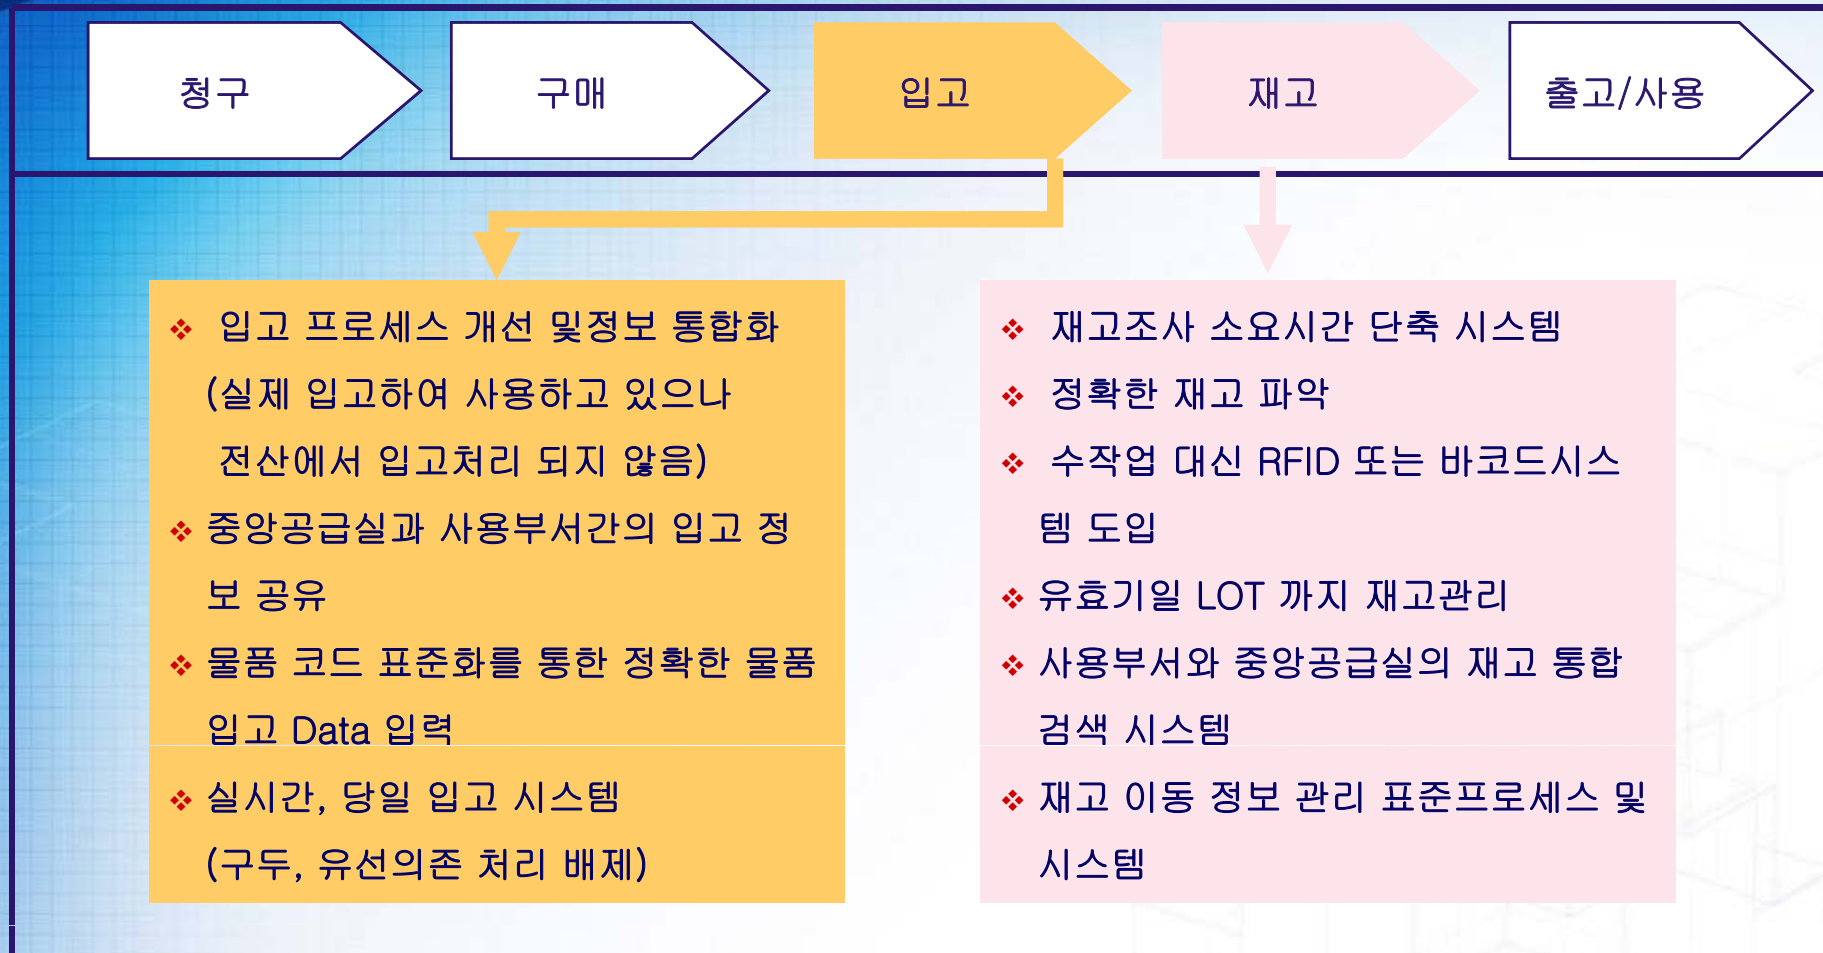 청구
구매
입고
재고
출고/사용
입고 프로세스 개선 및정보 통합화
(실제 입고하여 사용하고 있으나
전산에서 입고처리 되지 않음)
중앙공급실과 사용부서간의 입고 정
보 공유
물품 코드 표준화를 통한 정확한 물품
입고 Data 입력
실시간, 당일 입고 시스템
(구두, 유선의존 처리 배제)
재고조사 소요시간 단축 시스템
정확한 재고 파악
수작업 대신 RFID 또는 바코드시스
템 도입
유효기일 LOT 까지 재고관리
사용부서와 중앙공급실의 재고 통합
검색 시스템
재고 이동 정보 관리 표준프로세스 및
시스템